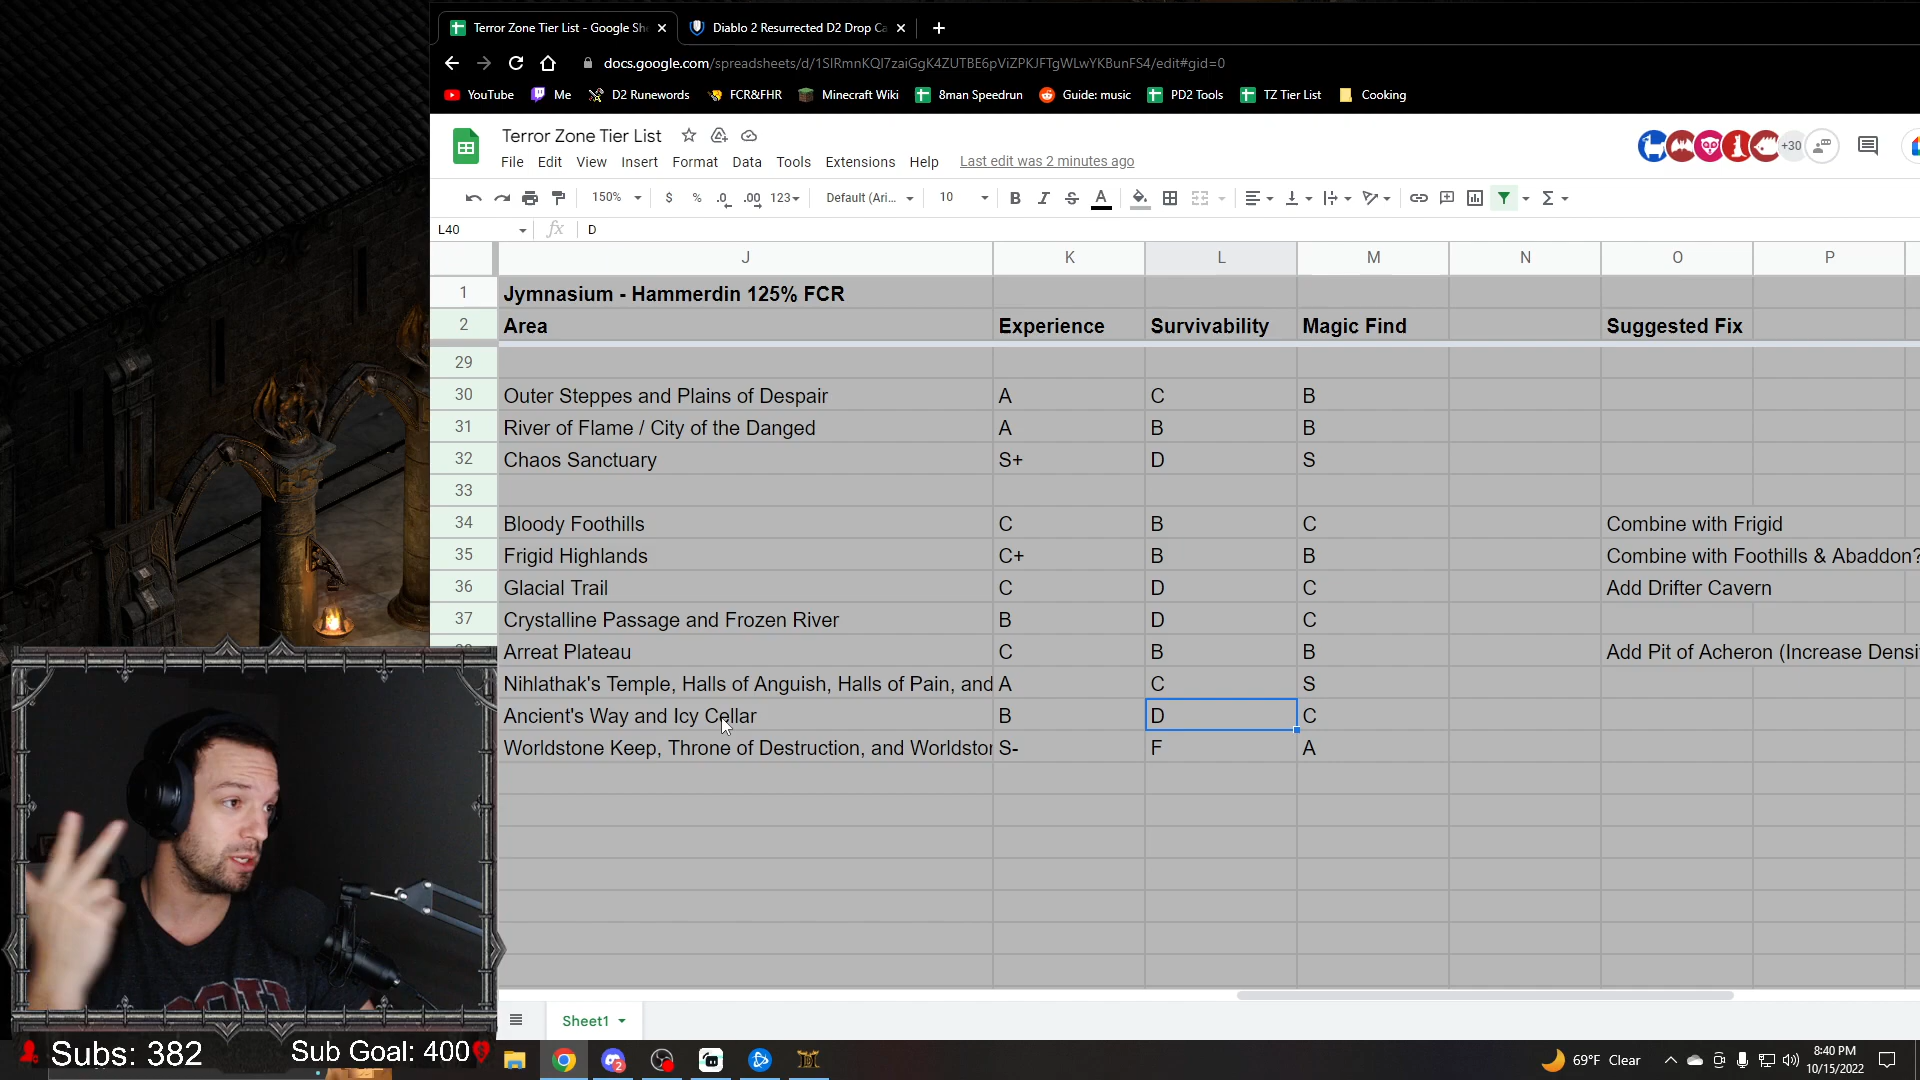 Terror Zone Tier List - Google She
Diablo 2 Resurrected D2 Drop Ca
docs.google.com/spreadsheets/d/1SIRmnKQI7zaiGgK4ZUTBE6pViZPKJFTgWLwYKBunFS4/edit#gid=0
YouTube Me D2 Runewords FCR&FHR Minecraft Wiki 8man Speedrun Guide: music PD2 Tools TZ Tier List Cooking
Terror Zone Tier List
+30
File Edit View Insert Format Data Tools Extensions Help Last edit was 2 minutes ago
150% $ % .0 .00 123 Default (Ari... 10 B I S A
L40 fx D
J K L M N O P
1 Jymnasium - Hammerdin 125% FCR
2 Area Experience Survivability Magic Find Suggested Fix
29
30 Outer Steppes and Plains of Despair A C B
31 River of Flame / City of the Danged A B B
32 Chaos Sanctuary S+ D S
33
34 Bloody Foothills C B C Combine with Frigid
35 Frigid Highlands C+ B B Combine with Foothills & Abaddon?
36 Glacial Trail C D C Add Drifter Cavern
37 Crystalline Passage and Frozen River B D C
Arreat Plateau C B B Add Pit of Acheron (Increase Densi
Nihlathak's Temple, Halls of Anguish, Halls of Pain, and A C S
Ancient's Way and Icy Cellar B D C
Worldstone Keep, Throne of Destruction, and Worldstor S- F A
Sheet1
Subs: 382 Sub Goal: 400
2
69°F Clear
8:40 PM
10/15/2022